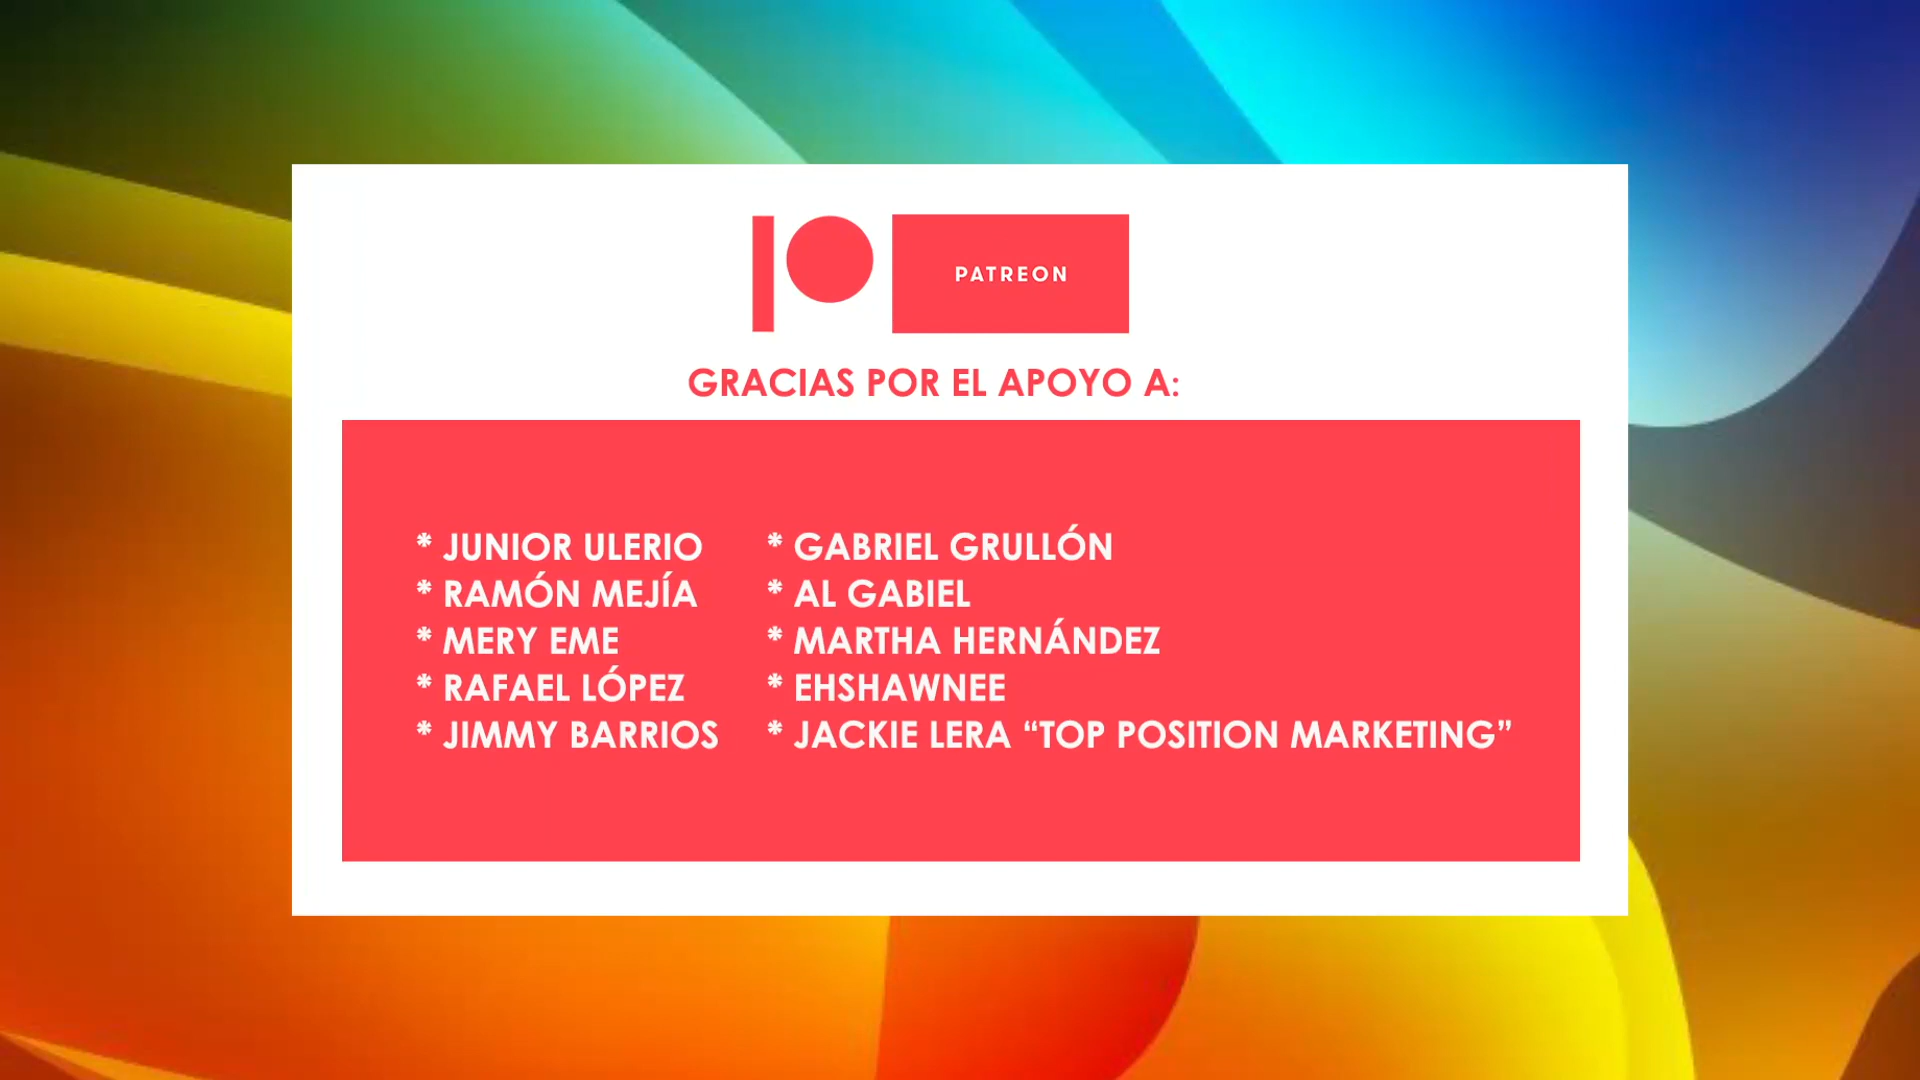 PATREON
GRACIAS POR EL APOYO A:
* JUNIOR ULERIO
* RAMÓN MEJÍA
* MERY EME
* RAFAEL LÓPEZ
* JIMMY BARRIOS
* GABRIEL GRULLÓN
* AL GABIEL
* MARTHA HERNÁNDEZ
* EHSHAWNEE
* JACKIE LERA “TOP POSITION MARKETING”